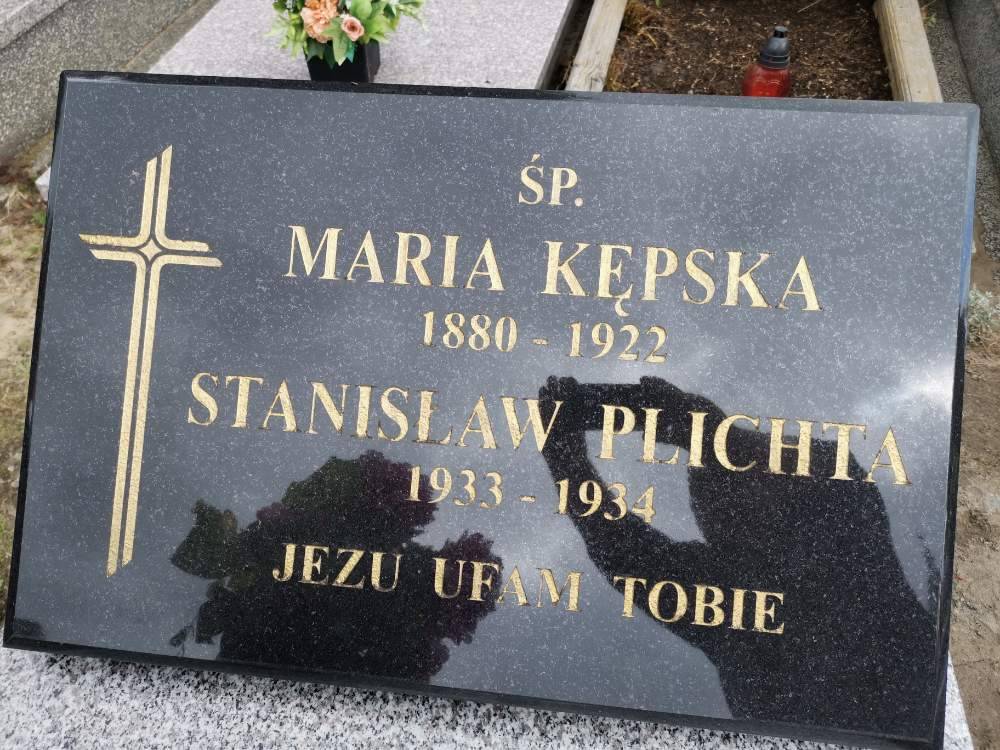 ŚP.
MARIA KĘPSKA
1880 - 1922
STANISŁAW PLICHTA
1933 - 1934
JEZU UFAM TOBIE